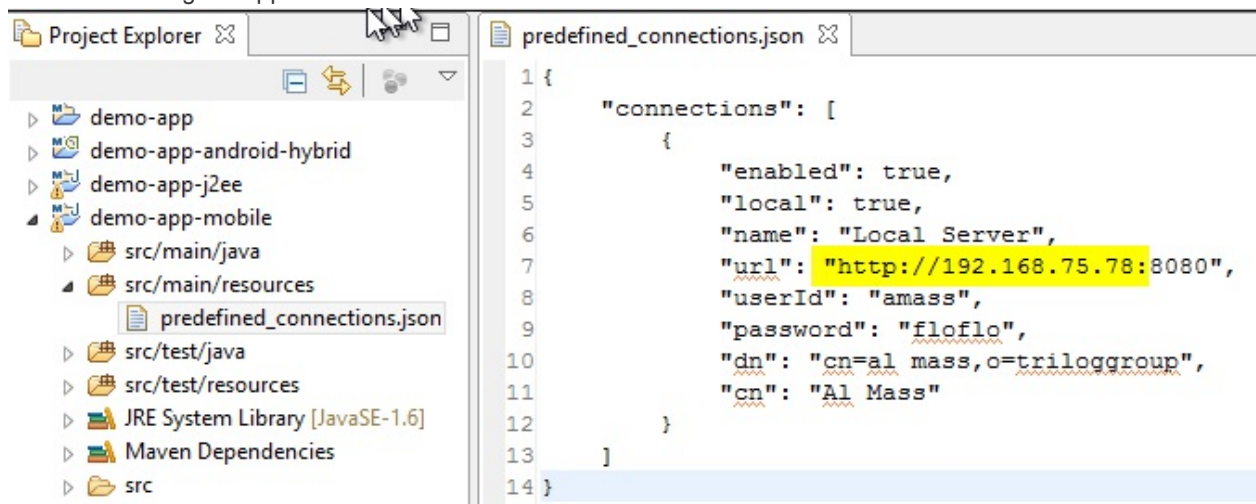 Project Explorer
demo-app
demo-app-android-hybrid
demo-app-j2ee
demo-app-mobile
src/main/java
src/main/resources
predefined_connections.json
src/test/java
src/test/resources
JRE System Library [JavaSE-1.6]
Maven Dependencies
src
predefined_connections.json
1 {
2 "connections": [
3 {
4 "enabled": true,
5 "local": true,
6 "name": "Local Server",
7 "url": "http://192.168.75.78:8080",
8 "userId": "amass",
9 "password": "floflo",
10 "dn": "cn=al mass,o=triloggroup",
11 "cn": "Al Mass"
12 }
13 ]
14 }